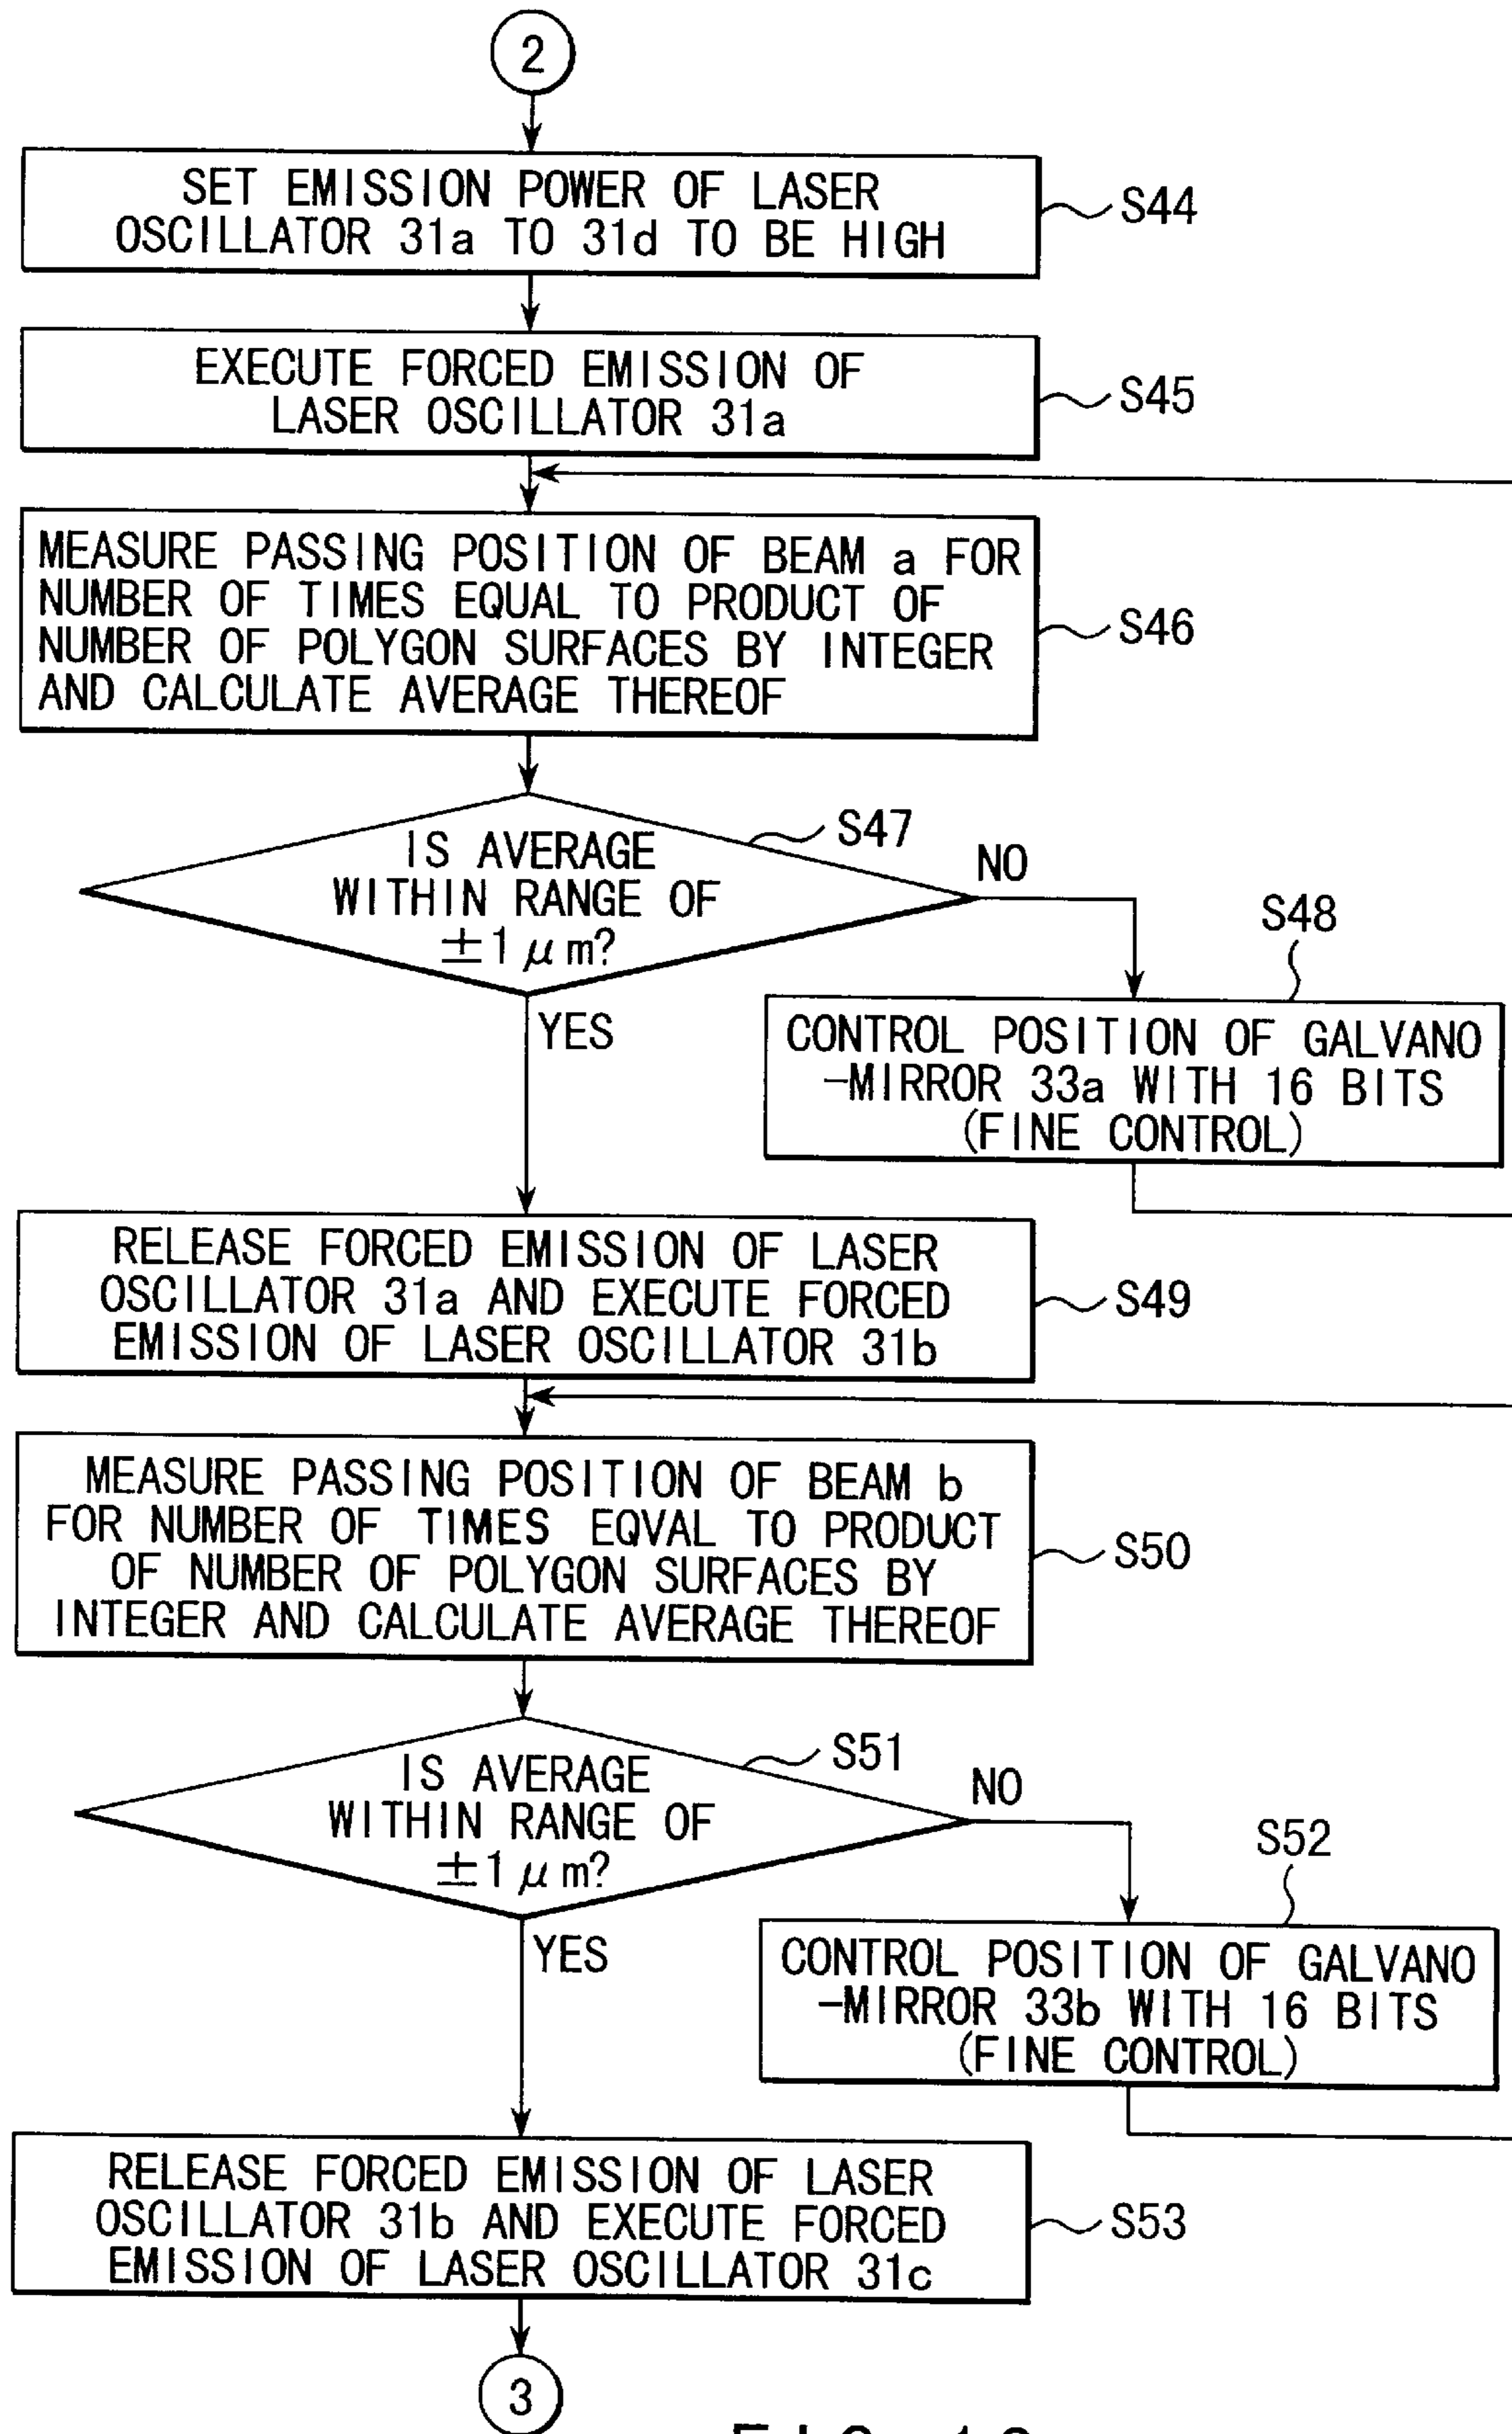 2
SET EMISSION POWER OF LASER
OSCILLATOR 31a TO 31d TO BE HIGH
S44
EXECUTE FORCED EMISSION OF
LASER OSCILLATOR 31a
S45
MEASURE PASSING POSITION OF BEAM a FOR
NUMBER OF TIMES EQUAL TO PRODUCT OF
NUMBER OF POLYGON SURFACES BY INTEGER
AND CALCULATE AVERAGE THEREOF
S46
IS AVERAGE
WITHIN RANGE OF
±1μm?
S47
NO
YES
S48
CONTROL POSITION OF GALVANO
-MIRROR 33a WITH 16 BITS
(FINE CONTROL)
RELEASE FORCED EMISSION OF LASER
OSCILLATOR 31a AND EXECUTE FORCED
EMISSION OF LASER OSCILLATOR 31b
S49
MEASURE PASSING POSITION OF BEAM b
FOR NUMBER OF TIMES EQVAL TO PRODUCT
OF NUMBER OF POLYGON SURFACES BY
INTEGER AND CALCULATE AVERAGE THEREOF
S50
IS AVERAGE
WITHIN RANGE OF
±1μm?
S51
NO
YES
S52
CONTROL POSITION OF GALVANO
-MIRROR 33b WITH 16 BITS
(FINE CONTROL)
RELEASE FORCED EMISSION OF LASER
OSCILLATOR 31b AND EXECUTE FORCED
EMISSION OF LASER OSCILLATOR 31c
S53
3